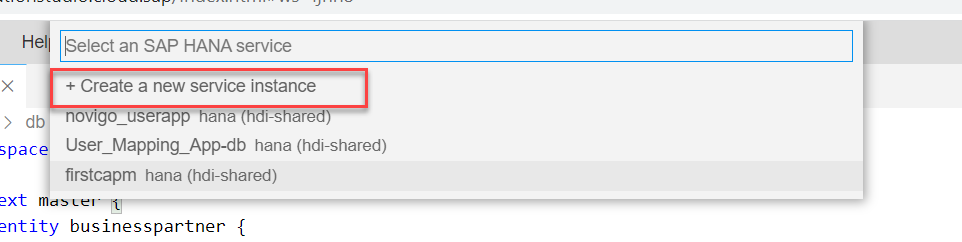 Hel
Select an SAP HANA service
+ Create a new service instance
novigo_userapp hana (hdi-shared)
> db
User_Mapping_App-db hana (hdi-shared)
space
firstcapm hana (hdi-shared)
ext master {
entity businesspartner {